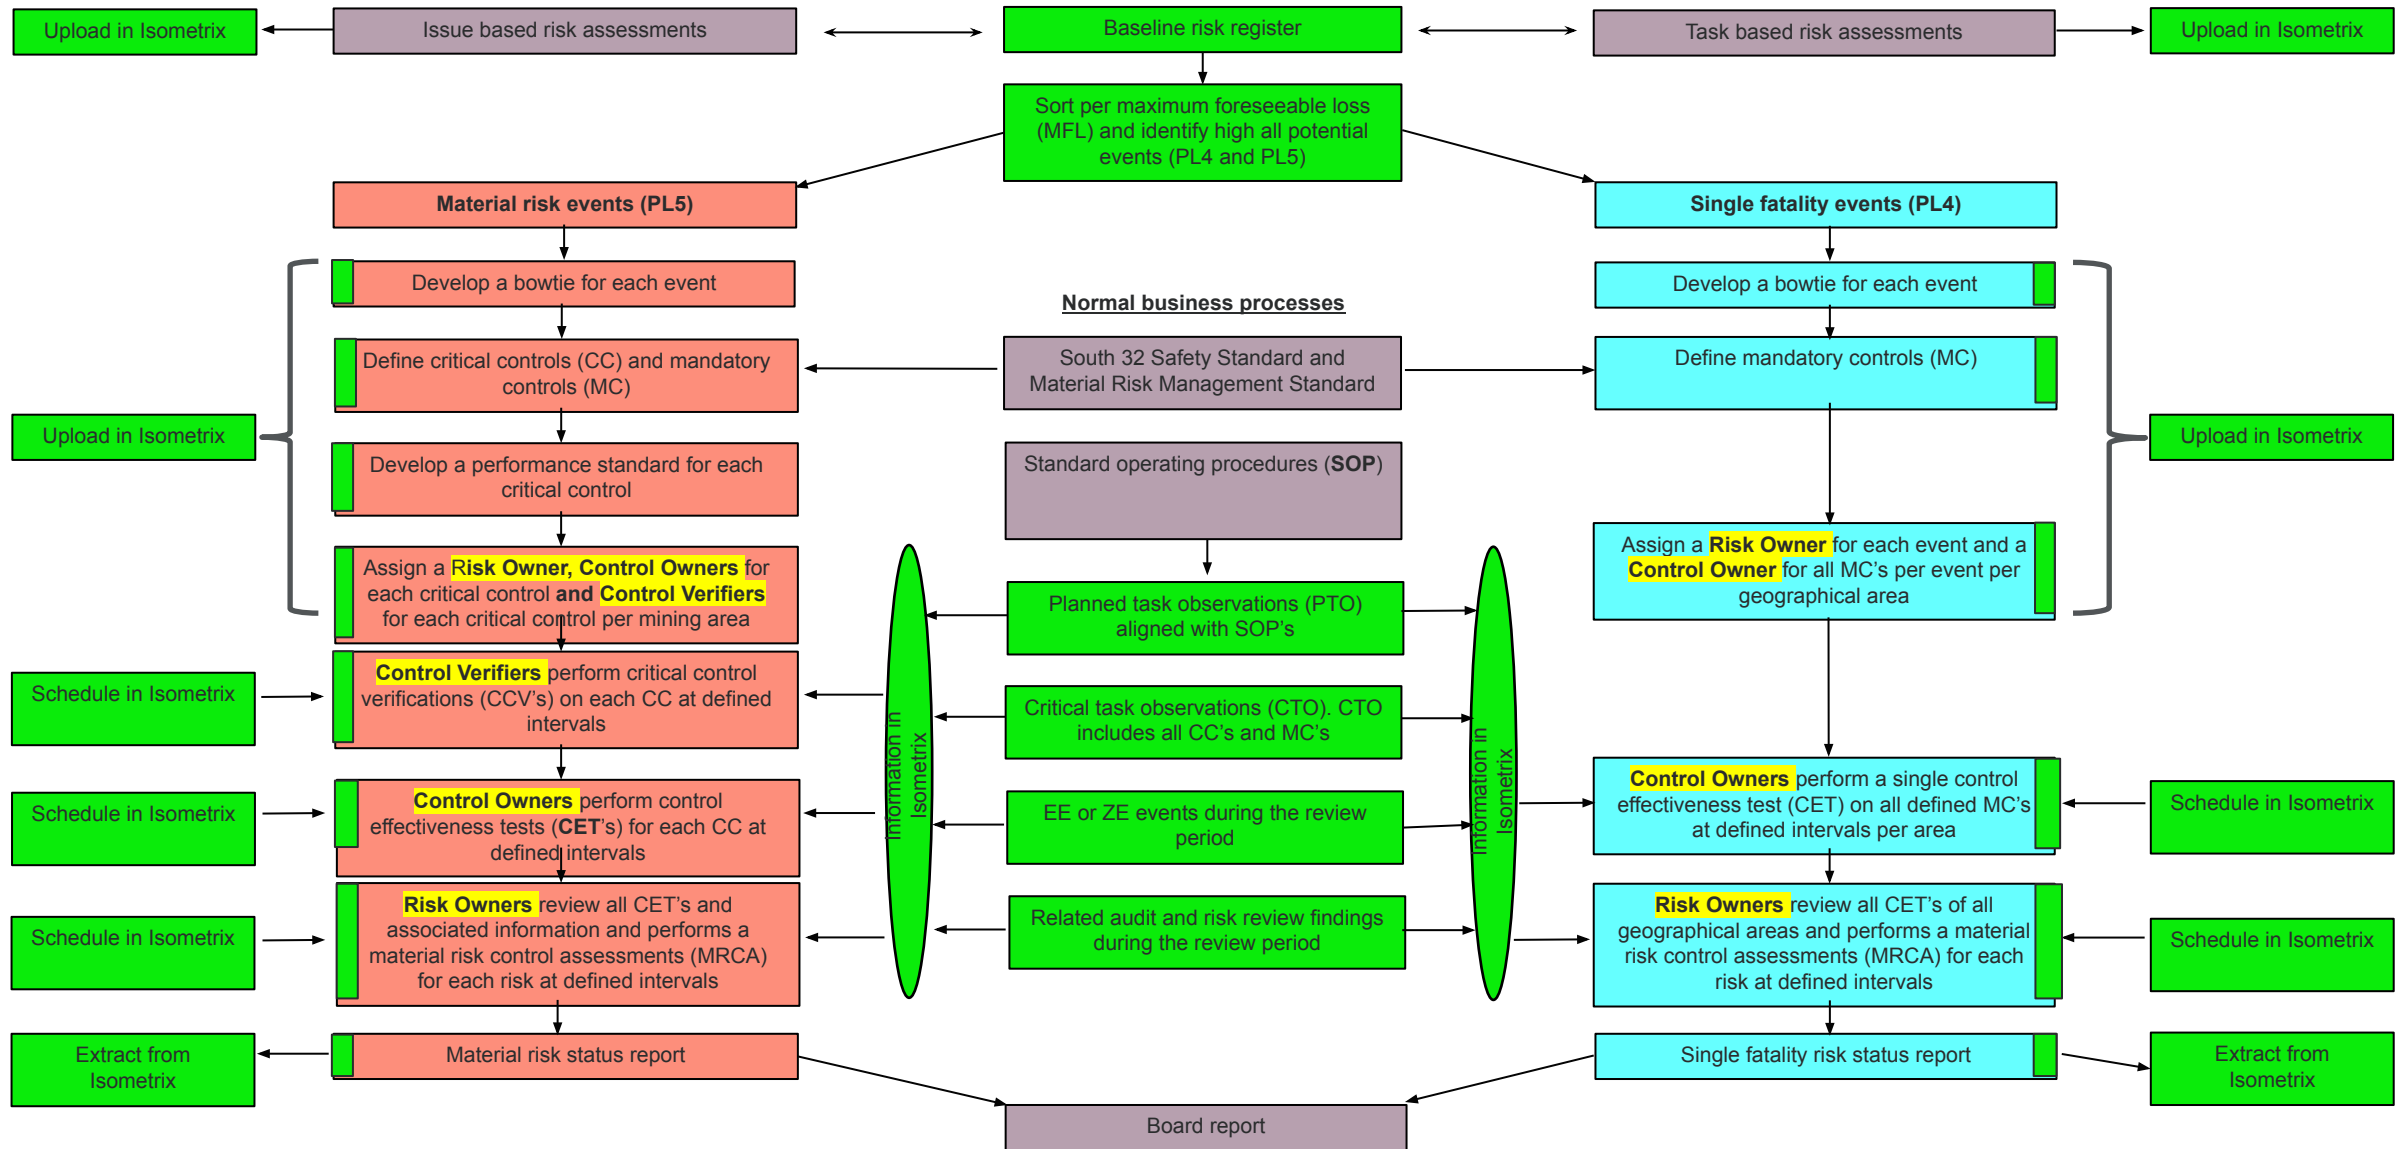 Upload in Isometrix
Issue based risk assessments
Baseline risk register
Task based risk assessments
Upload in Isometrix
Sort per maximum foreseeable loss
(MFL) and identify high all potential
events (PL4 and PL5)
Material risk events (PL5)
Single fatality events (PL4)
Develop a bowtie for each event
Normal business processes
Develop a bowtie for each event
Define critical controls (CC) and mandatory
controls (MC)
South 32 Safety Standard and
Material Risk Management Standard
Define mandatory controls (MC)
Upload in Isometrix
Develop a performance standard for each
critical control
Standard operating procedures (SOP)
Upload in Isometrix
Assign a Risk Owner, Control Owners for
each critical control and Control Verifiers
for each critical control per mining area
Planned task observations (PTO)
aligned with SOP's
Assign a Risk Owner for each event and a
Control Owner for all MC's per event per
geographical area
Schedule in Isometrix
Control Verifiers perform critical control
verifications (CCV's) on each CC at defined
intervals
Information in
Isometrix
Critical task observations (CTO). CTO
includes all CC's and MC's
Information in
Isometrix
Schedule in Isometrix
Control Owners perform control
effectiveness tests (CET's) for each CC at
defined intervals
EE or ZE events during the review
period
Control Owners perform a single control
effectiveness test (CET) on all defined MC's
at defined intervals per area
Schedule in Isometrix
Schedule in Isometrix
Risk Owners review all CET's and
associated information and performs a
material risk control assessments (MRCA)
for each risk at defined intervals
Related audit and risk review findings
during the review period
Risk Owners review all CET's of all
geographical areas and performs a material
risk control assessments (MRCA) for each
risk at defined intervals
Schedule in Isometrix
Extract from
Isometrix
Material risk status report
Single fatality risk status report
Extract from
Isometrix
Board report